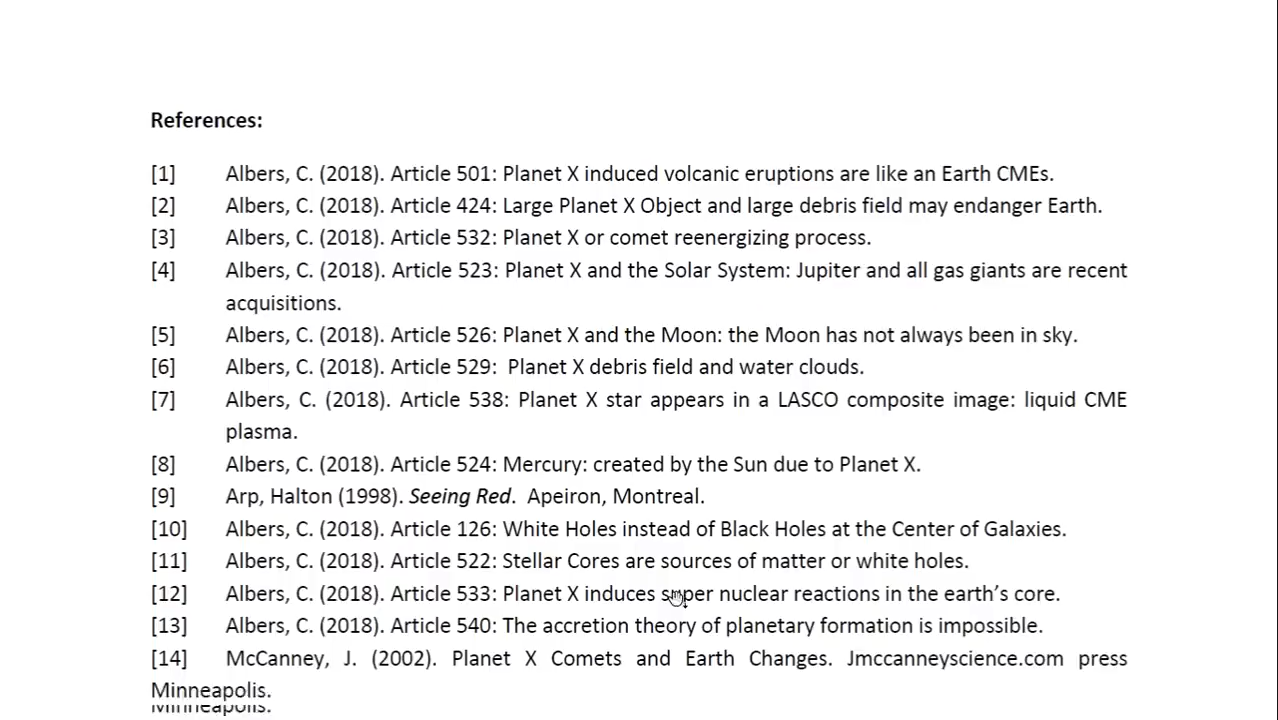 References:
[1] Albers, C. (2018). Article 501: Planet X induced volcanic eruptions are like an Earth CMEs.
[2] Albers, C. (2018). Article 424: Large Planet X Object and large debris field may endanger Earth.
[3] Albers, C. (2018). Article 532: Planet X or comet reenergizing process.
[4] Albers, C. (2018). Article 523: Planet X and the Solar System: Jupiter and all gas giants are recent
acquisitions.
[5] Albers, C. (2018). Article 526: Planet X and the Moon: the Moon has not always been in sky.
[6] Albers, C. (2018). Article 529:  Planet X debris field and water clouds.
[7] Albers, C. (2018). Article 538: Planet X star appears in a LASCO composite image: liquid CME
plasma.
[8] Albers, C. (2018). Article 524: Mercury: created by the Sun due to Planet X.
[9] Arp, Halton (1998). Seeing Red.  Apeiron, Montreal.
[10] Albers, C. (2018). Article 126: White Holes instead of Black Holes at the Center of Galaxies.
[11] Albers, C. (2018). Article 522: Stellar Cores are sources of matter or white holes.
[12] Albers, C. (2018). Article 533: Planet X induces super nuclear reactions in the earth’s core.
[13] Albers, C. (2018). Article 540: The accretion theory of planetary formation is impossible.
[14] McCanney, J. (2002). Planet X Comets and Earth Changes. Jmccanneyscience.com press
Minneapolis.
Minneapolis.